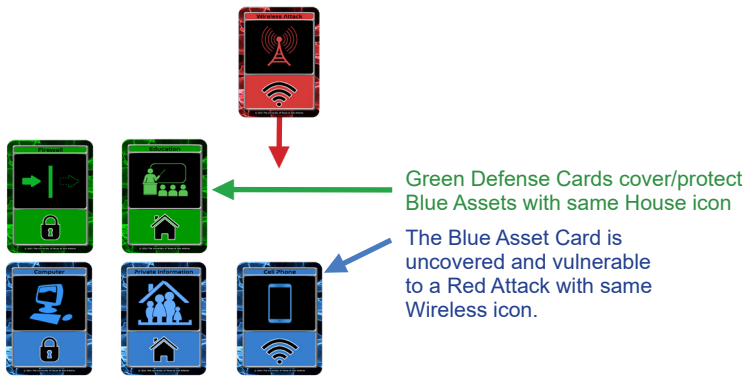 Wireless Attack
Firewall
Education
Green Defense Cards cover/protect
Blue Assets with same House icon
The Blue Asset Card is
uncovered and vulnerable
to a Red Attack with same
Wireless icon.
Computer
Private Information
Cell Phone